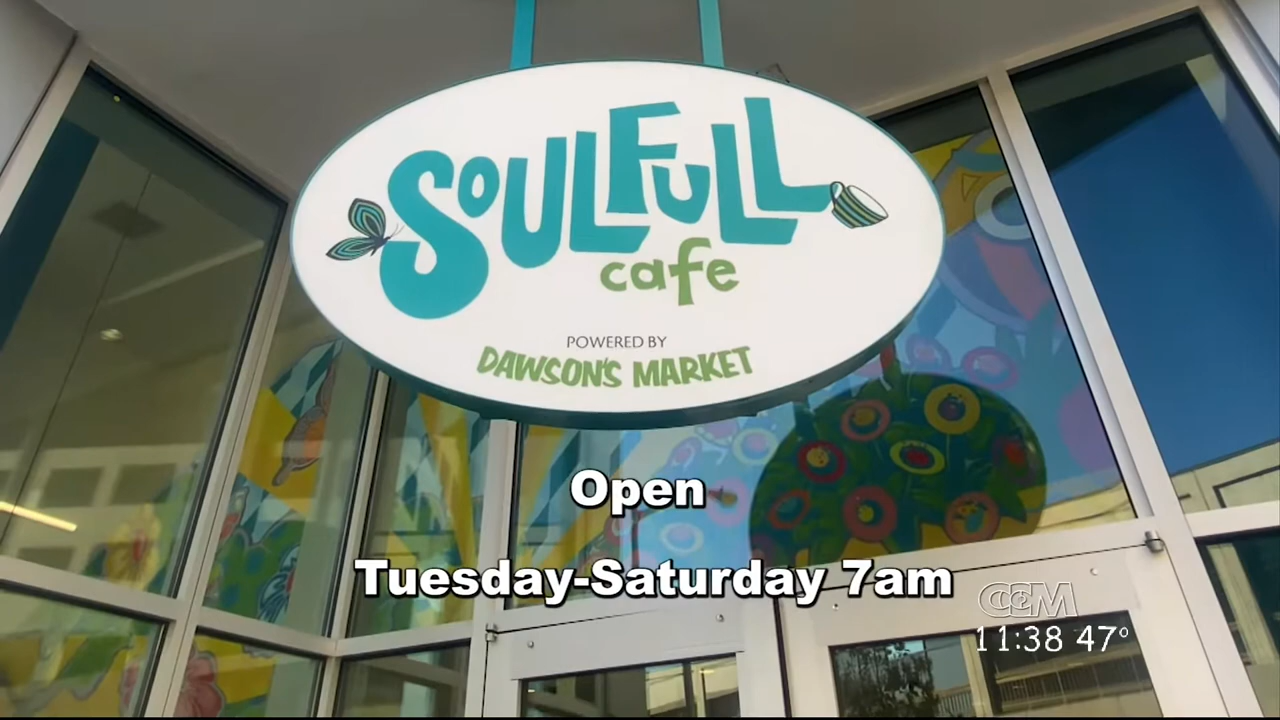 SOULFULL
cafe
POWERED BY
DAWSON'S MARKET
Open
Tuesday-Saturday 7am
CCM
11:38 47°